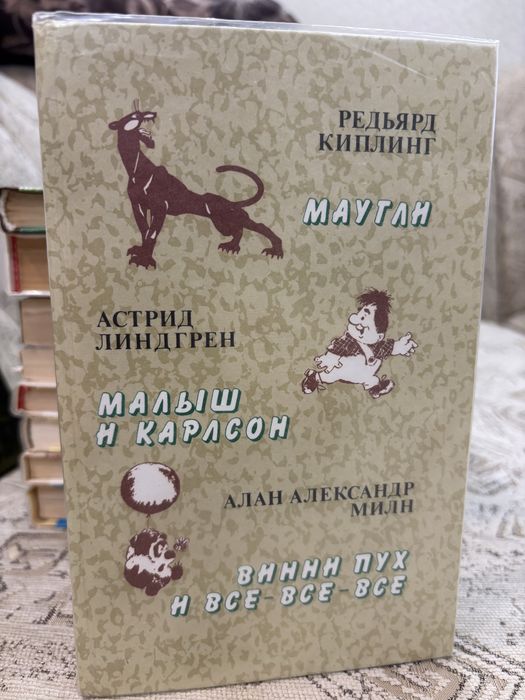 РЕДЬЯРД
КИПЛИНГ
МАУГЛИ
АСТРИД
ЛИНДГРЕН
МАЛЫШ
И КАРЛСОН
АЛАН АЛЕКСАНДР
МИЛН
ВИННИ ПУХ
И ВСЕ-ВСЕ-ВСЕ